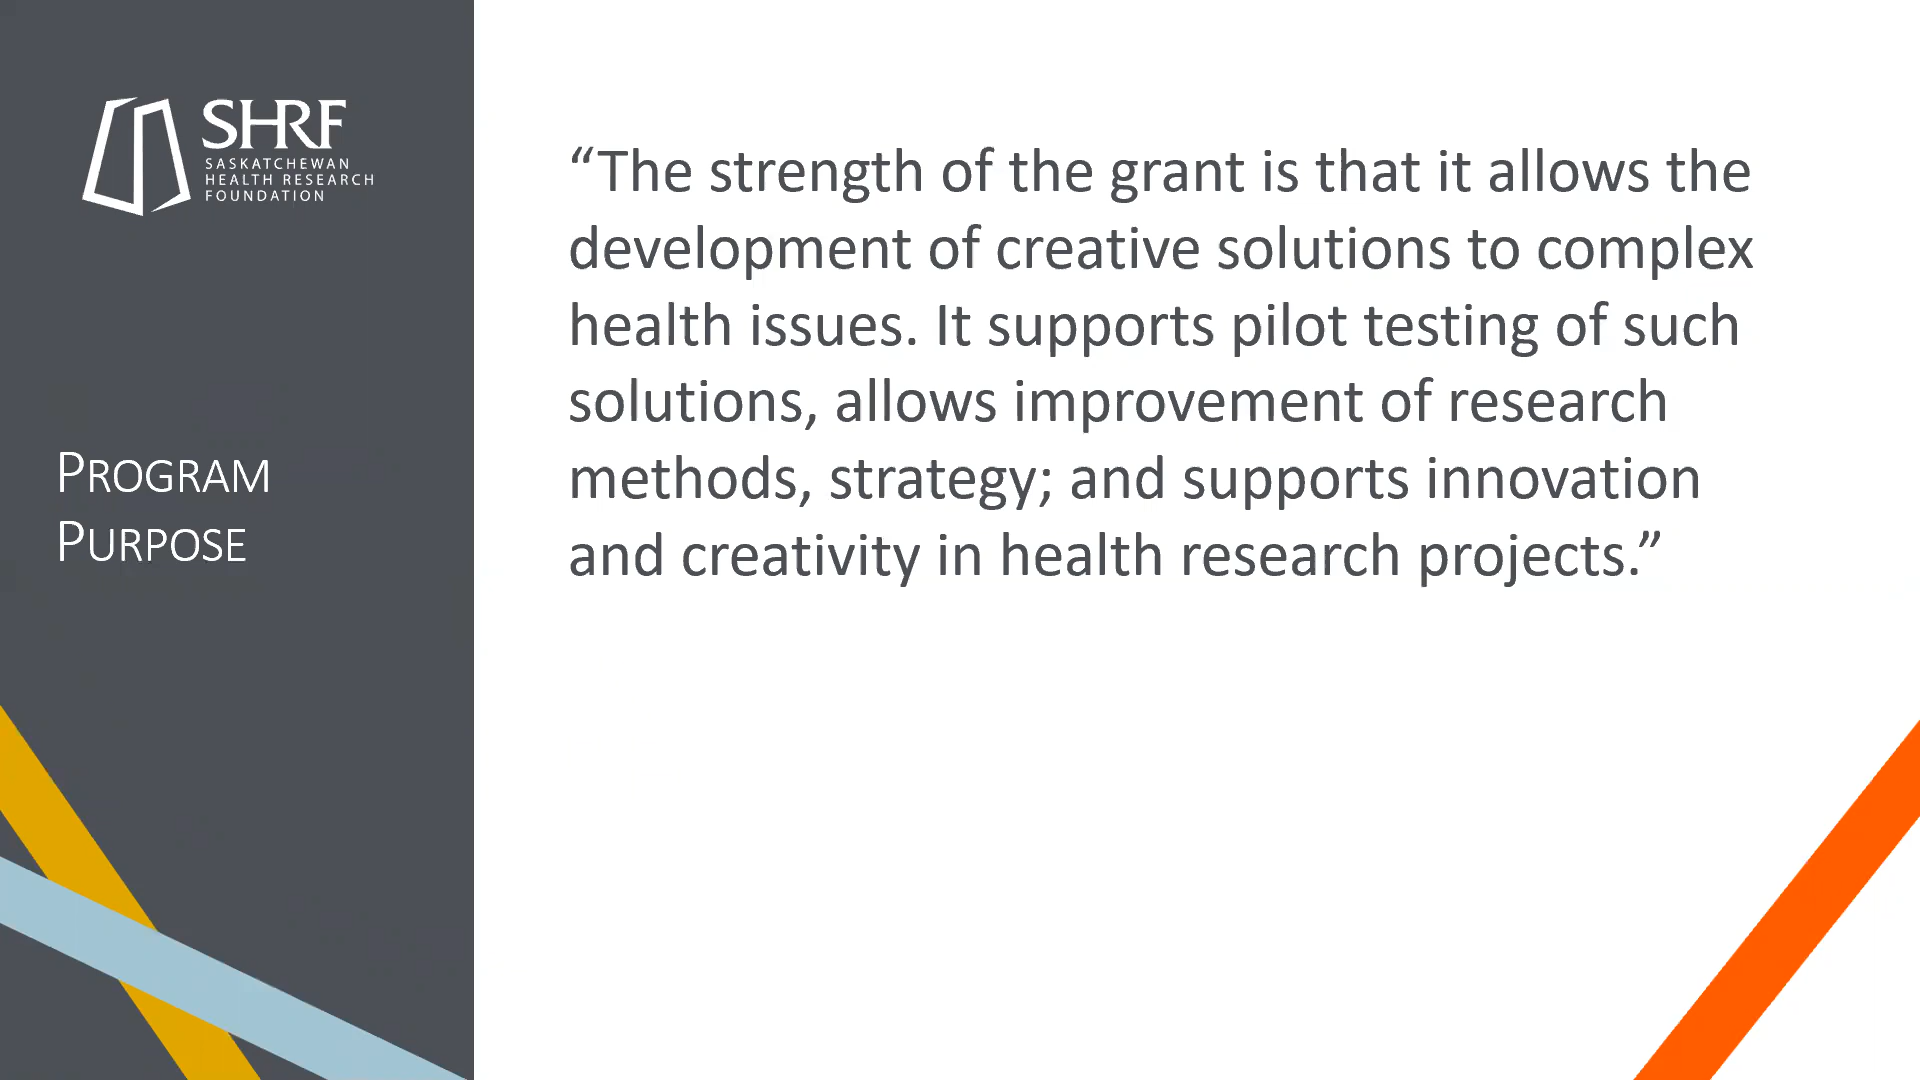 SHRF
SASKATCHEWAN
HEALTH RESEARCH
FOUNDATION
PROGRAM
PURPOSE
“The strength of the grant is that it allows the
development of creative solutions to complex
health issues. It supports pilot testing of such
solutions, allows improvement of research
methods, strategy; and supports innovation
and creativity in health research projects.”